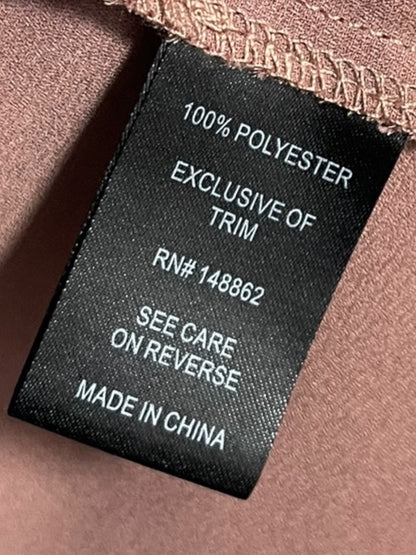 100% POLYESTER
EXCLUSIVE OF
TRIM
RN# 148862
SEE CARE
ON REVERSE
MADE IN CHINA